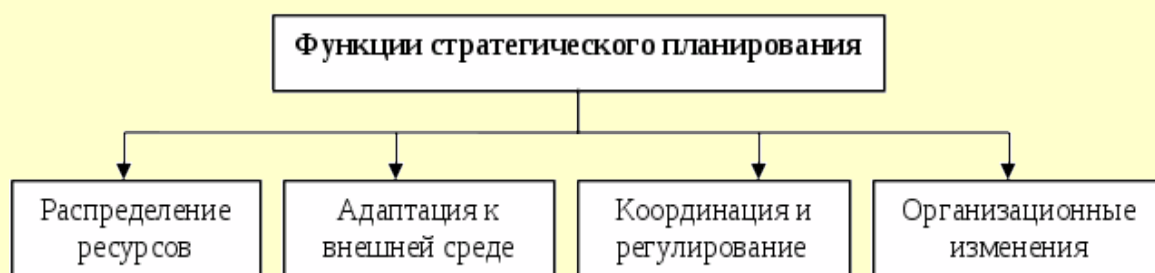 Функции стратегического планирования
Распределение
ресурсов
Адаптация к
внешней среде
Координация и
регулирование
Организационные
изменения